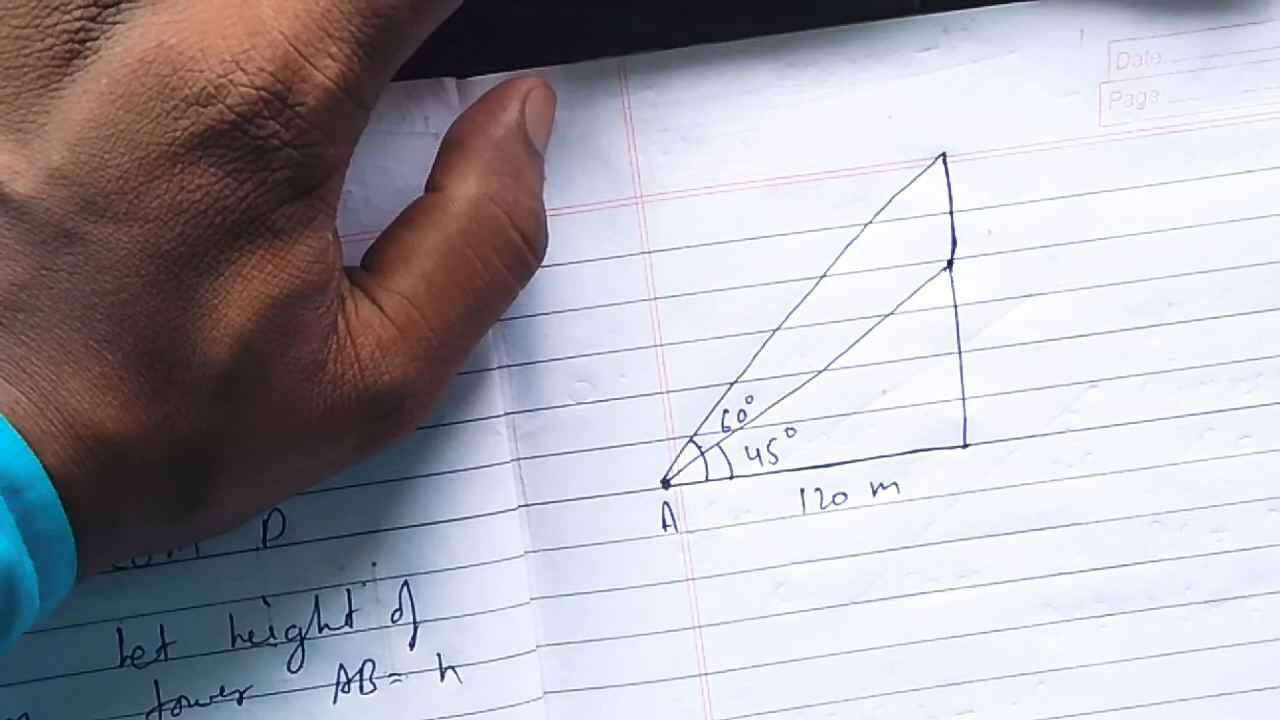 Date
Page
60°
45°
120 m
A
D
let height of
tower AB = h